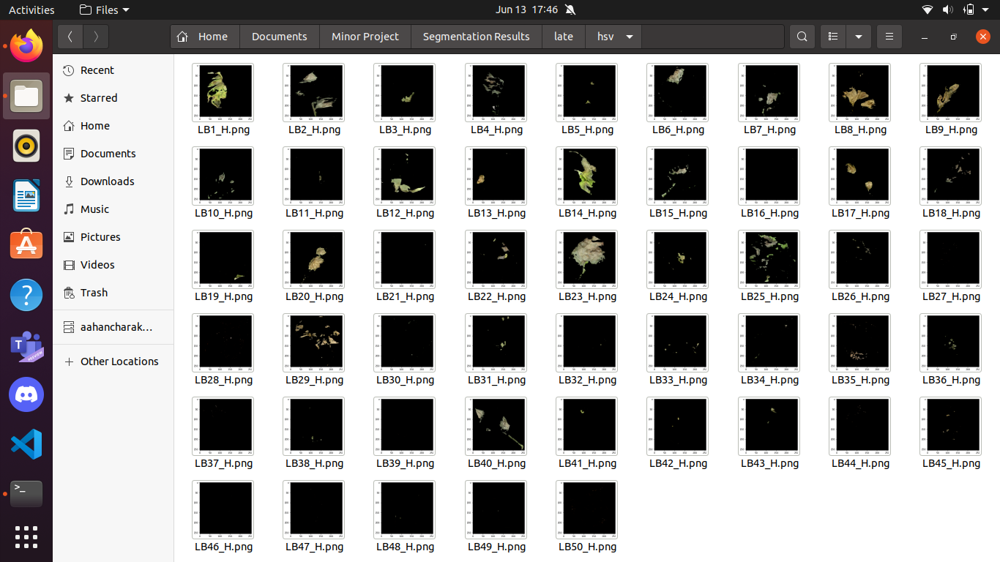 Activities Files Jun 13 17:46
Home Documents Minor Project Segmentation Results late hsv
Recent
Starred
Home
Documents
Downloads
Music
Pictures
Videos
Trash
aahancharak...
Other Locations
LB1_H.png LB2_H.png LB3_H.png LB4_H.png LB5_H.png LB6_H.png LB7_H.png LB8_H.png LB9_H.png
LB10_H.png LB11_H.png LB12_H.png LB13_H.png LB14_H.png LB15_H.png LB16_H.png LB17_H.png LB18_H.png
LB19_H.png LB20_H.png LB21_H.png LB22_H.png LB23_H.png LB24_H.png LB25_H.png LB26_H.png LB27_H.png
LB28_H.png LB29_H.png LB30_H.png LB31_H.png LB32_H.png LB33_H.png LB34_H.png LB35_H.png LB36_H.png
LB37_H.png LB38_H.png LB39_H.png LB40_H.png LB41_H.png LB42_H.png LB43_H.png LB44_H.png LB45_H.png
LB46_H.png LB47_H.png LB48_H.png LB49_H.png LB50_H.png